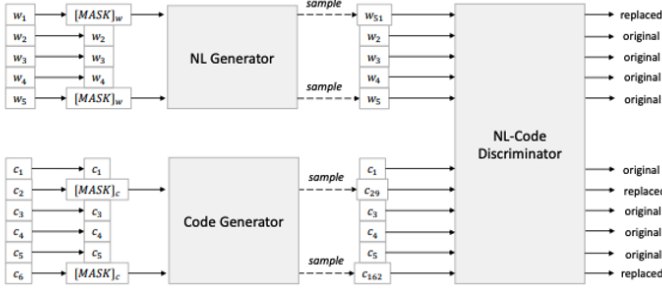 sample
w₁ [MASK]w w₅₁ replaced
w₂ w₂ w₂ original
w₃ w₃ NL Generator w₃ original
w₄ w₄ w₄ original
w₅ [MASK]w sample w₅ original
NL-Code
Discriminator
c₁ c₁ sample c₁ original
c₂ [MASK]c c₂₉ replaced
c₃ c₃ c₃ original
Code Generator
c₄ c₄ c₄ original
c₅ c₅ sample c₅ original
c₆ [MASK]c c₁₆₂ replaced